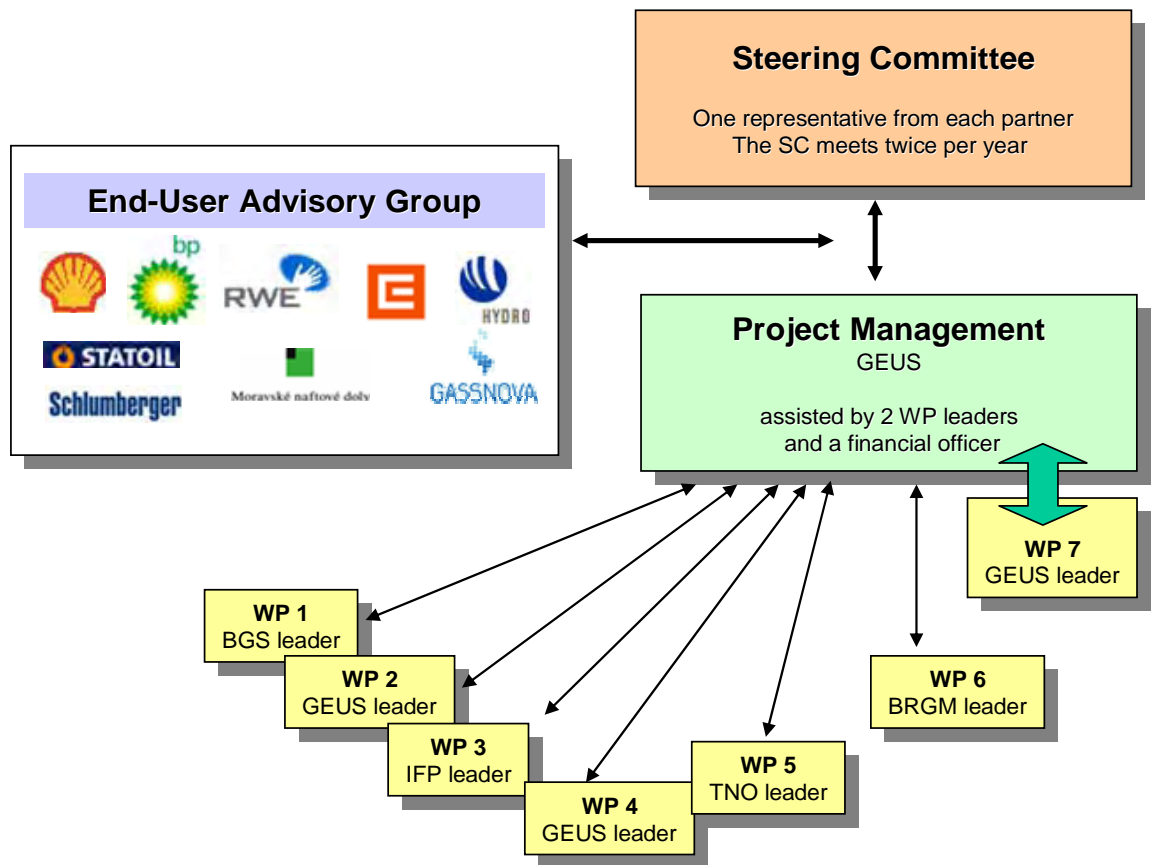 Steering Committee
One representative from each partner
The SC meets twice per year
End-User Advisory Group
bp
RWE
HYDRO
STATOIL
Schlumberger
Moravské naftové doly
GASSNOVA
Project Management
GEUS
assisted by 2 WP leaders
and a financial officer
WP 7
GEUS leader
WP 1
BGS leader
WP 2
GEUS leader
WP 3
IFP leader
WP 4
GEUS leader
WP 5
TNO leader
WP 6
BRGM leader